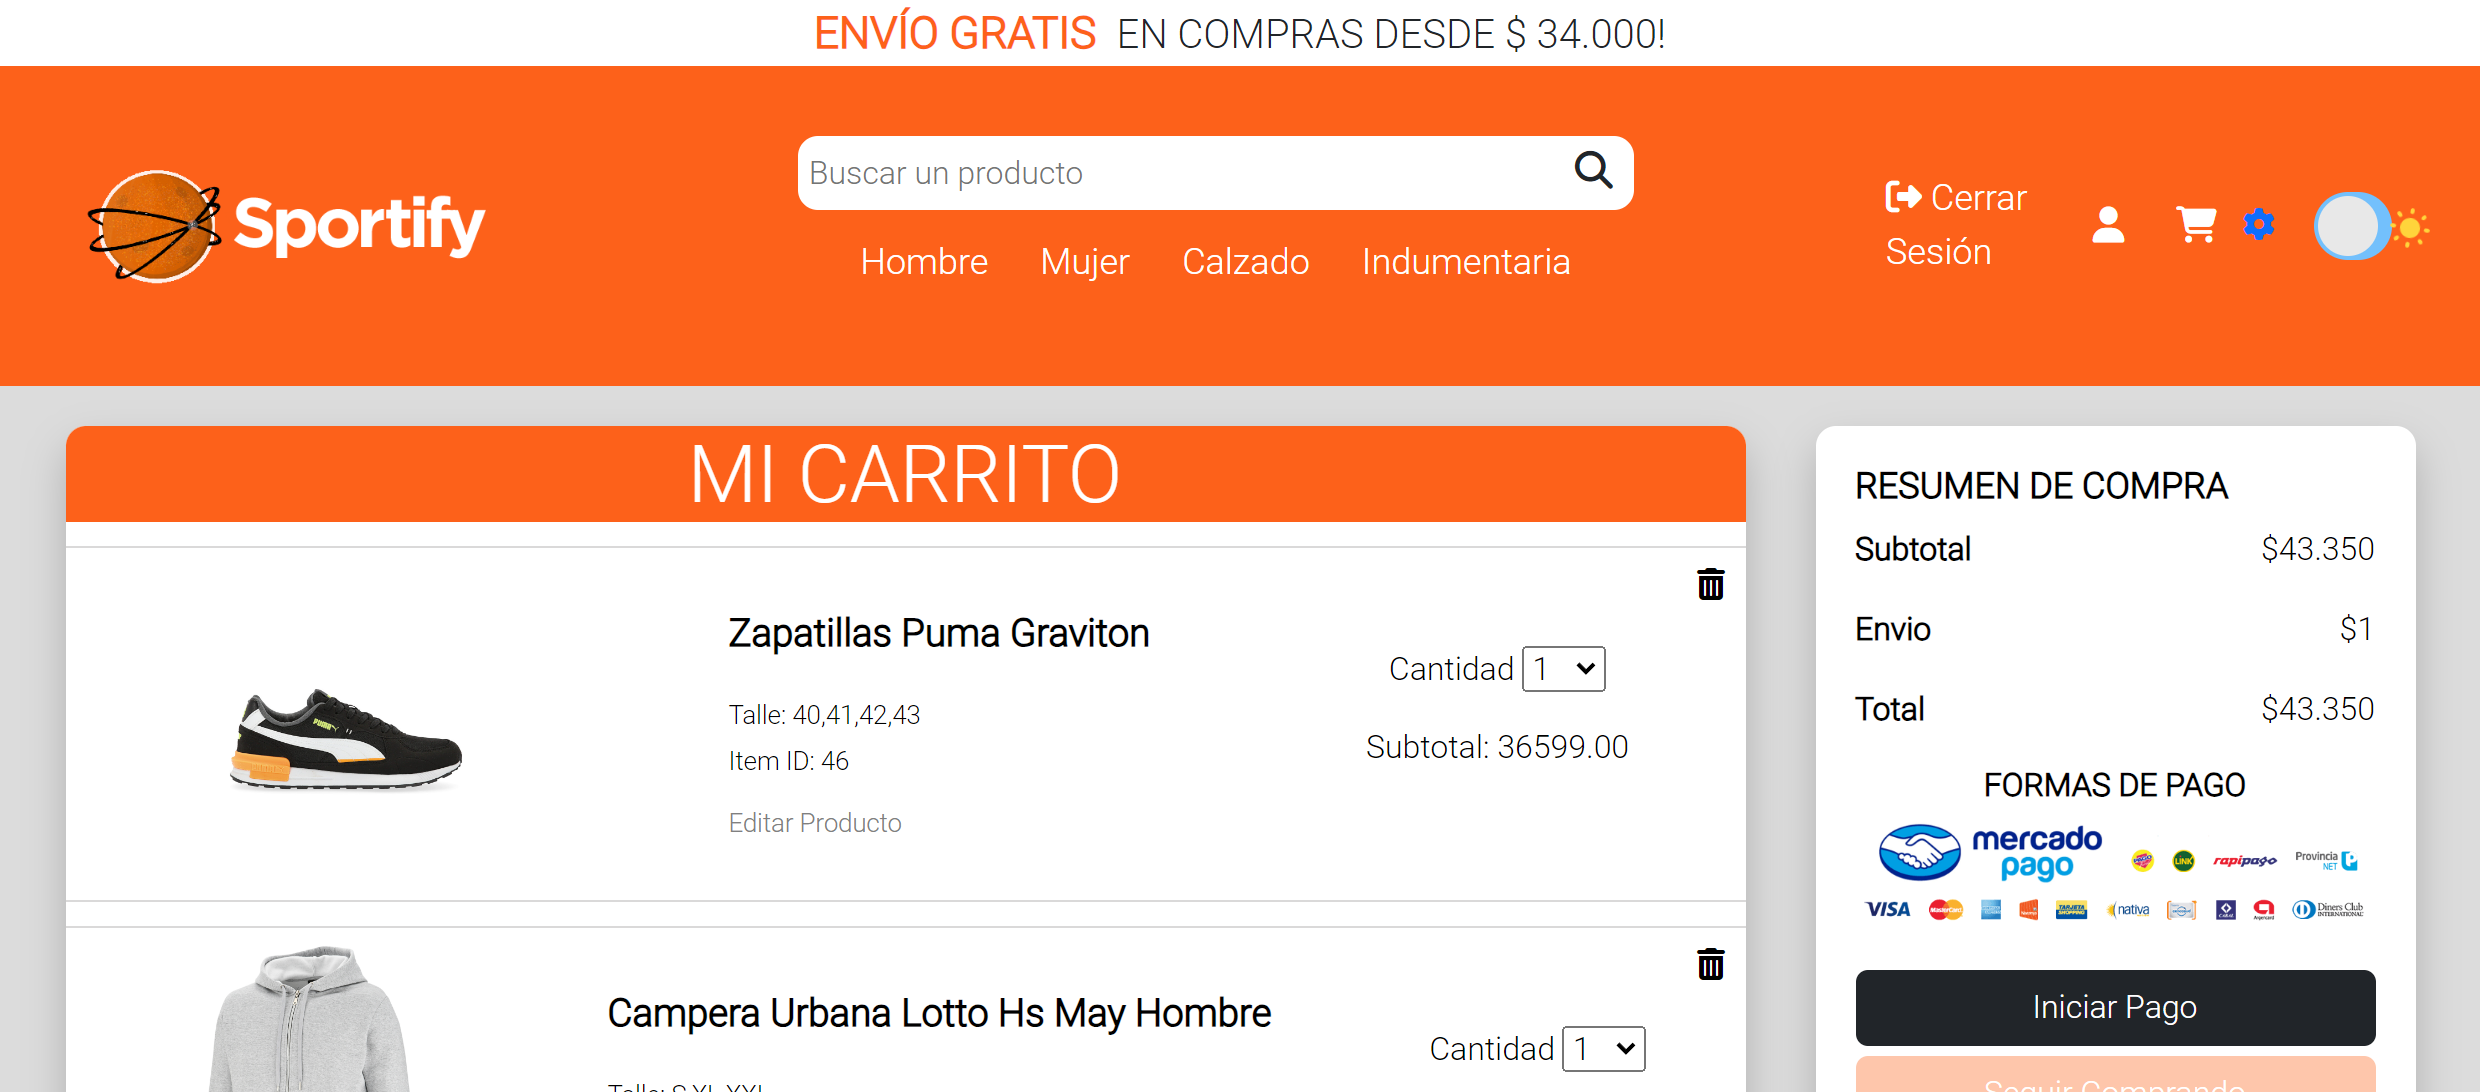 ENVÍO GRATIS EN COMPRAS DESDE $ 34.000!
Sportify
Buscar un producto
Hombre Mujer Calzado Indumentaria
Cerrar
Sesión
MI CARRITO
Zapatillas Puma Graviton
Talle: 40,41,42,43
Item ID: 46
Editar Producto
Cantidad 1
Subtotal: 36599.00
Campera Urbana Lotto Hs May Hombre
Talle: S,XL,XXL
Cantidad 1
RESUMEN DE COMPRA
Subtotal $43.350
Envio $1
Total $43.350
FORMAS DE PAGO
mercado
pago
LINK
rapipago
Provincia
NET
VISA
MasterCard
TARJETA
SHOPPING
nativa
Diners Club
INTERNATIONAL
Iniciar Pago
Seguir Comprando